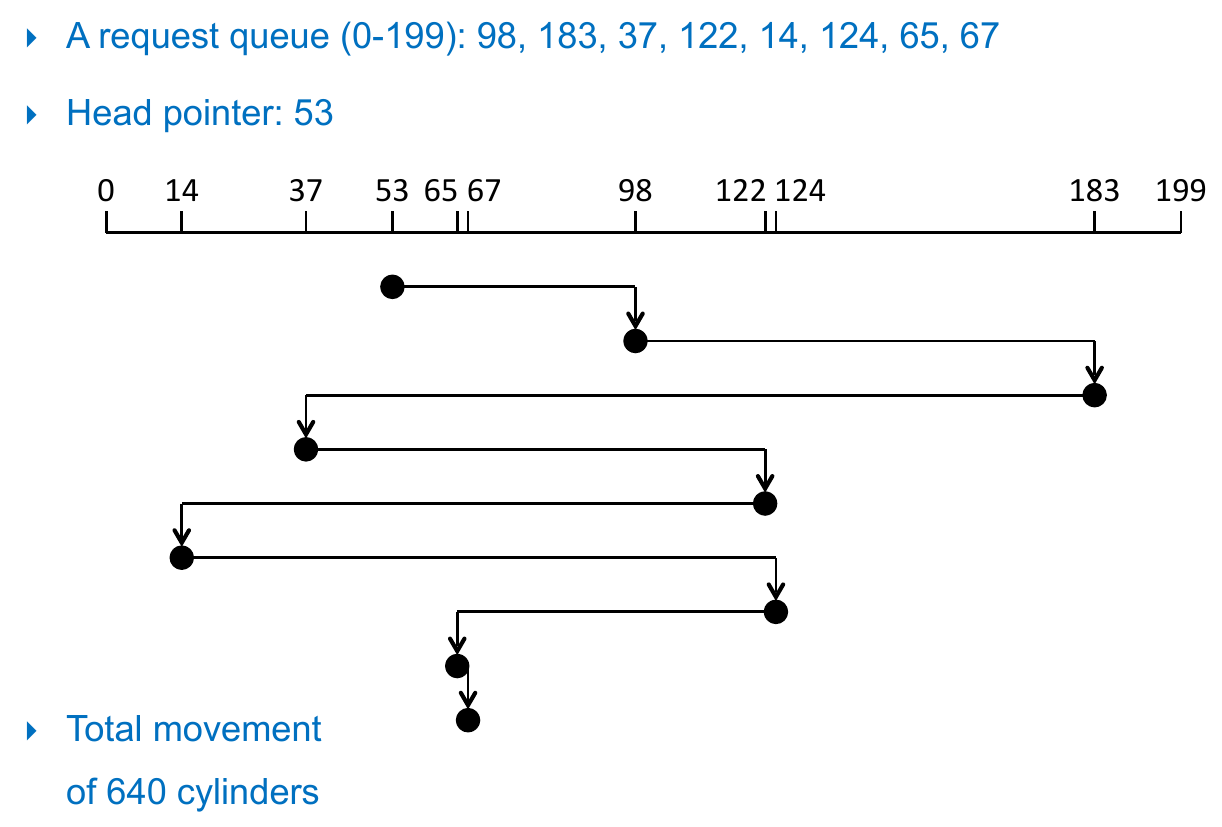 A request queue (0-199): 98, 183, 37, 122, 14, 124, 65, 67
Head pointer: 53
0 14 37 53 65 67 98 122 124 183 199
Total movement
of 640 cylinders